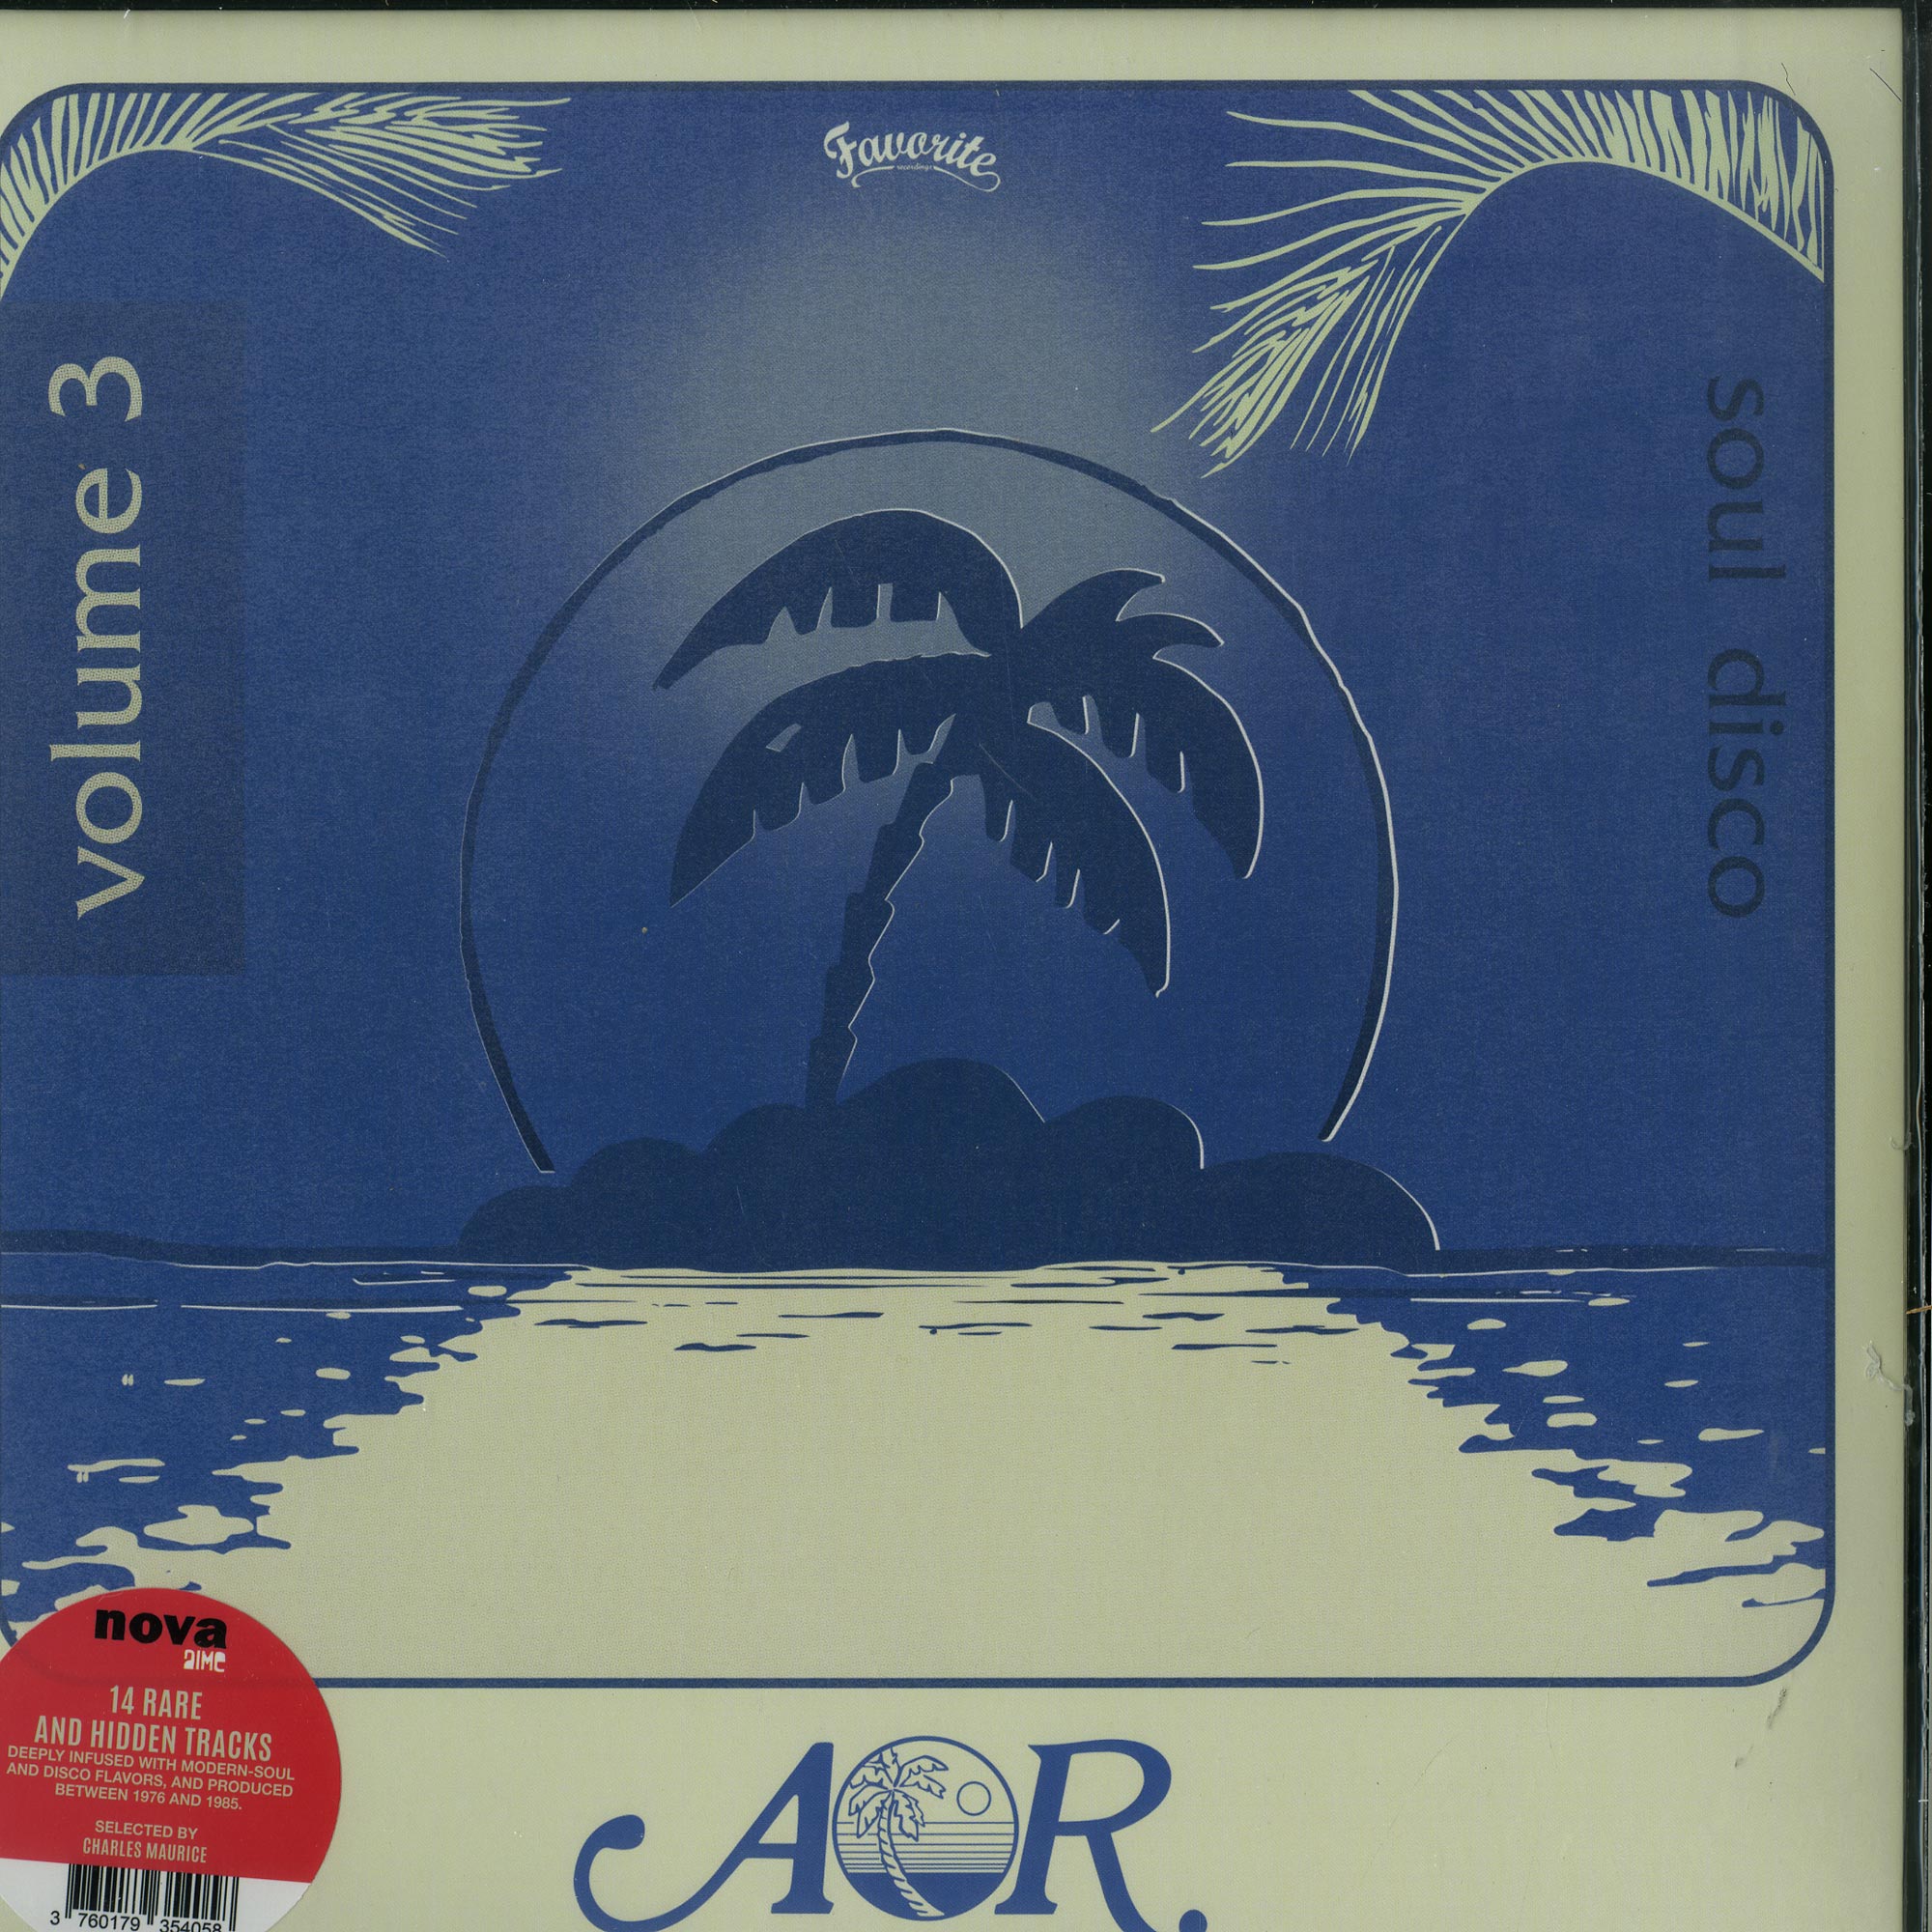 Favorite
recordings
volume 3
soul disco
nova
aime
14 RARE
AND HIDDEN TRACKS
DEEPLY INFUSED WITH MODERN-SOUL
AND DISCO FLAVORS, AND PRODUCED
BETWEEN 1976 AND 1985.
SELECTED BY
CHARLES MAURICE
3 760179 354058
AOR